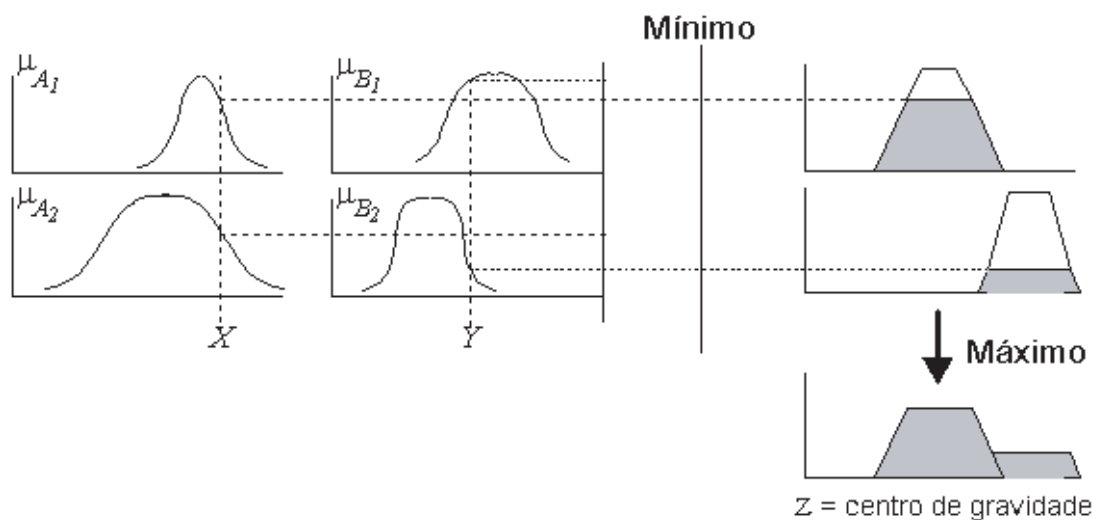 Mínimo
μA1
μB1
μA2
μB2
X
Y
Máximo
Z = centro de gravidade